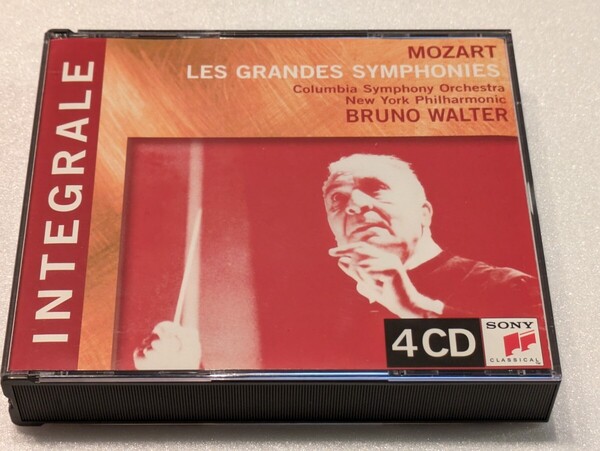 INTEGRALE
MOZART
LES GRANDES SYMPHONIES
Columbia Symphony Orchestra
New York Philharmonic
BRUNO WALTER
4CD
SONY
CLASSICAL